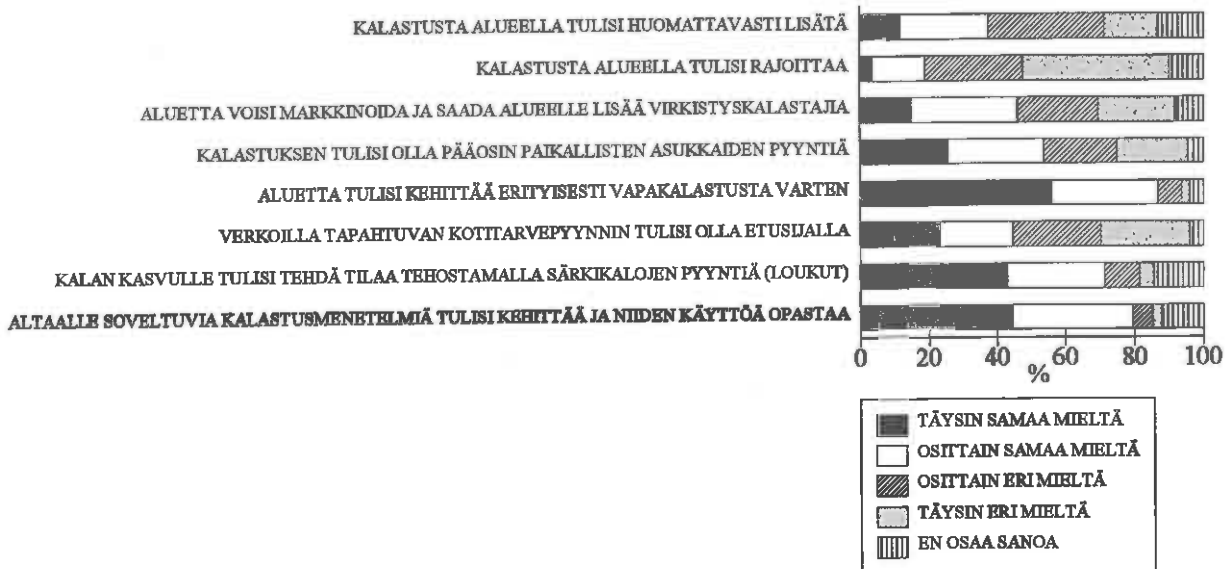 KALASTUSTA ALUEELLA TULISI HUOMATTAVASTI LISÄTÄ
KALASTUSTA ALUEELLA TULISI RAJOITTAA
ALUETTA VOISI MARKKINOIDA JA SAADA ALUEELLE LISÄÄ VIRKISTYSKALASTAJIA
KALASTUKSEN TULISI OLLA PÄÄOSIN PAIKALLISTEN ASUKKAIDEN PYYNTIÄ
ALUETTA TULISI KEHITTÄÄ ERITYISESTI VAPAKALASTUSTA VARTEN
VERKOILLA TAPAHTUVAN KOTITARVEPYYNNIN TULISI OLLA ETUSIJALLA
KALAN KASVULLE TULISI TEHDÄ TILAA TEHOSTAMALLA SÄRKIKALOJEN PYYNTIÄ (LOUKUT)
ALTAALLE SOVELTUVIA KALASTUSMENETELMIÄ TULISI KEHITTÄÄ JA NIIDEN KÄYTTÖÄ OPASTAA
0 20 40 60 80 100
%
TÄYSIN SAMAA MIELTÄ
OSITTAIN SAMAA MIELTÄ
OSITTAIN ERI MIELTÄ
TÄYSIN ERI MIELTÄ
EN OSAA SANOA